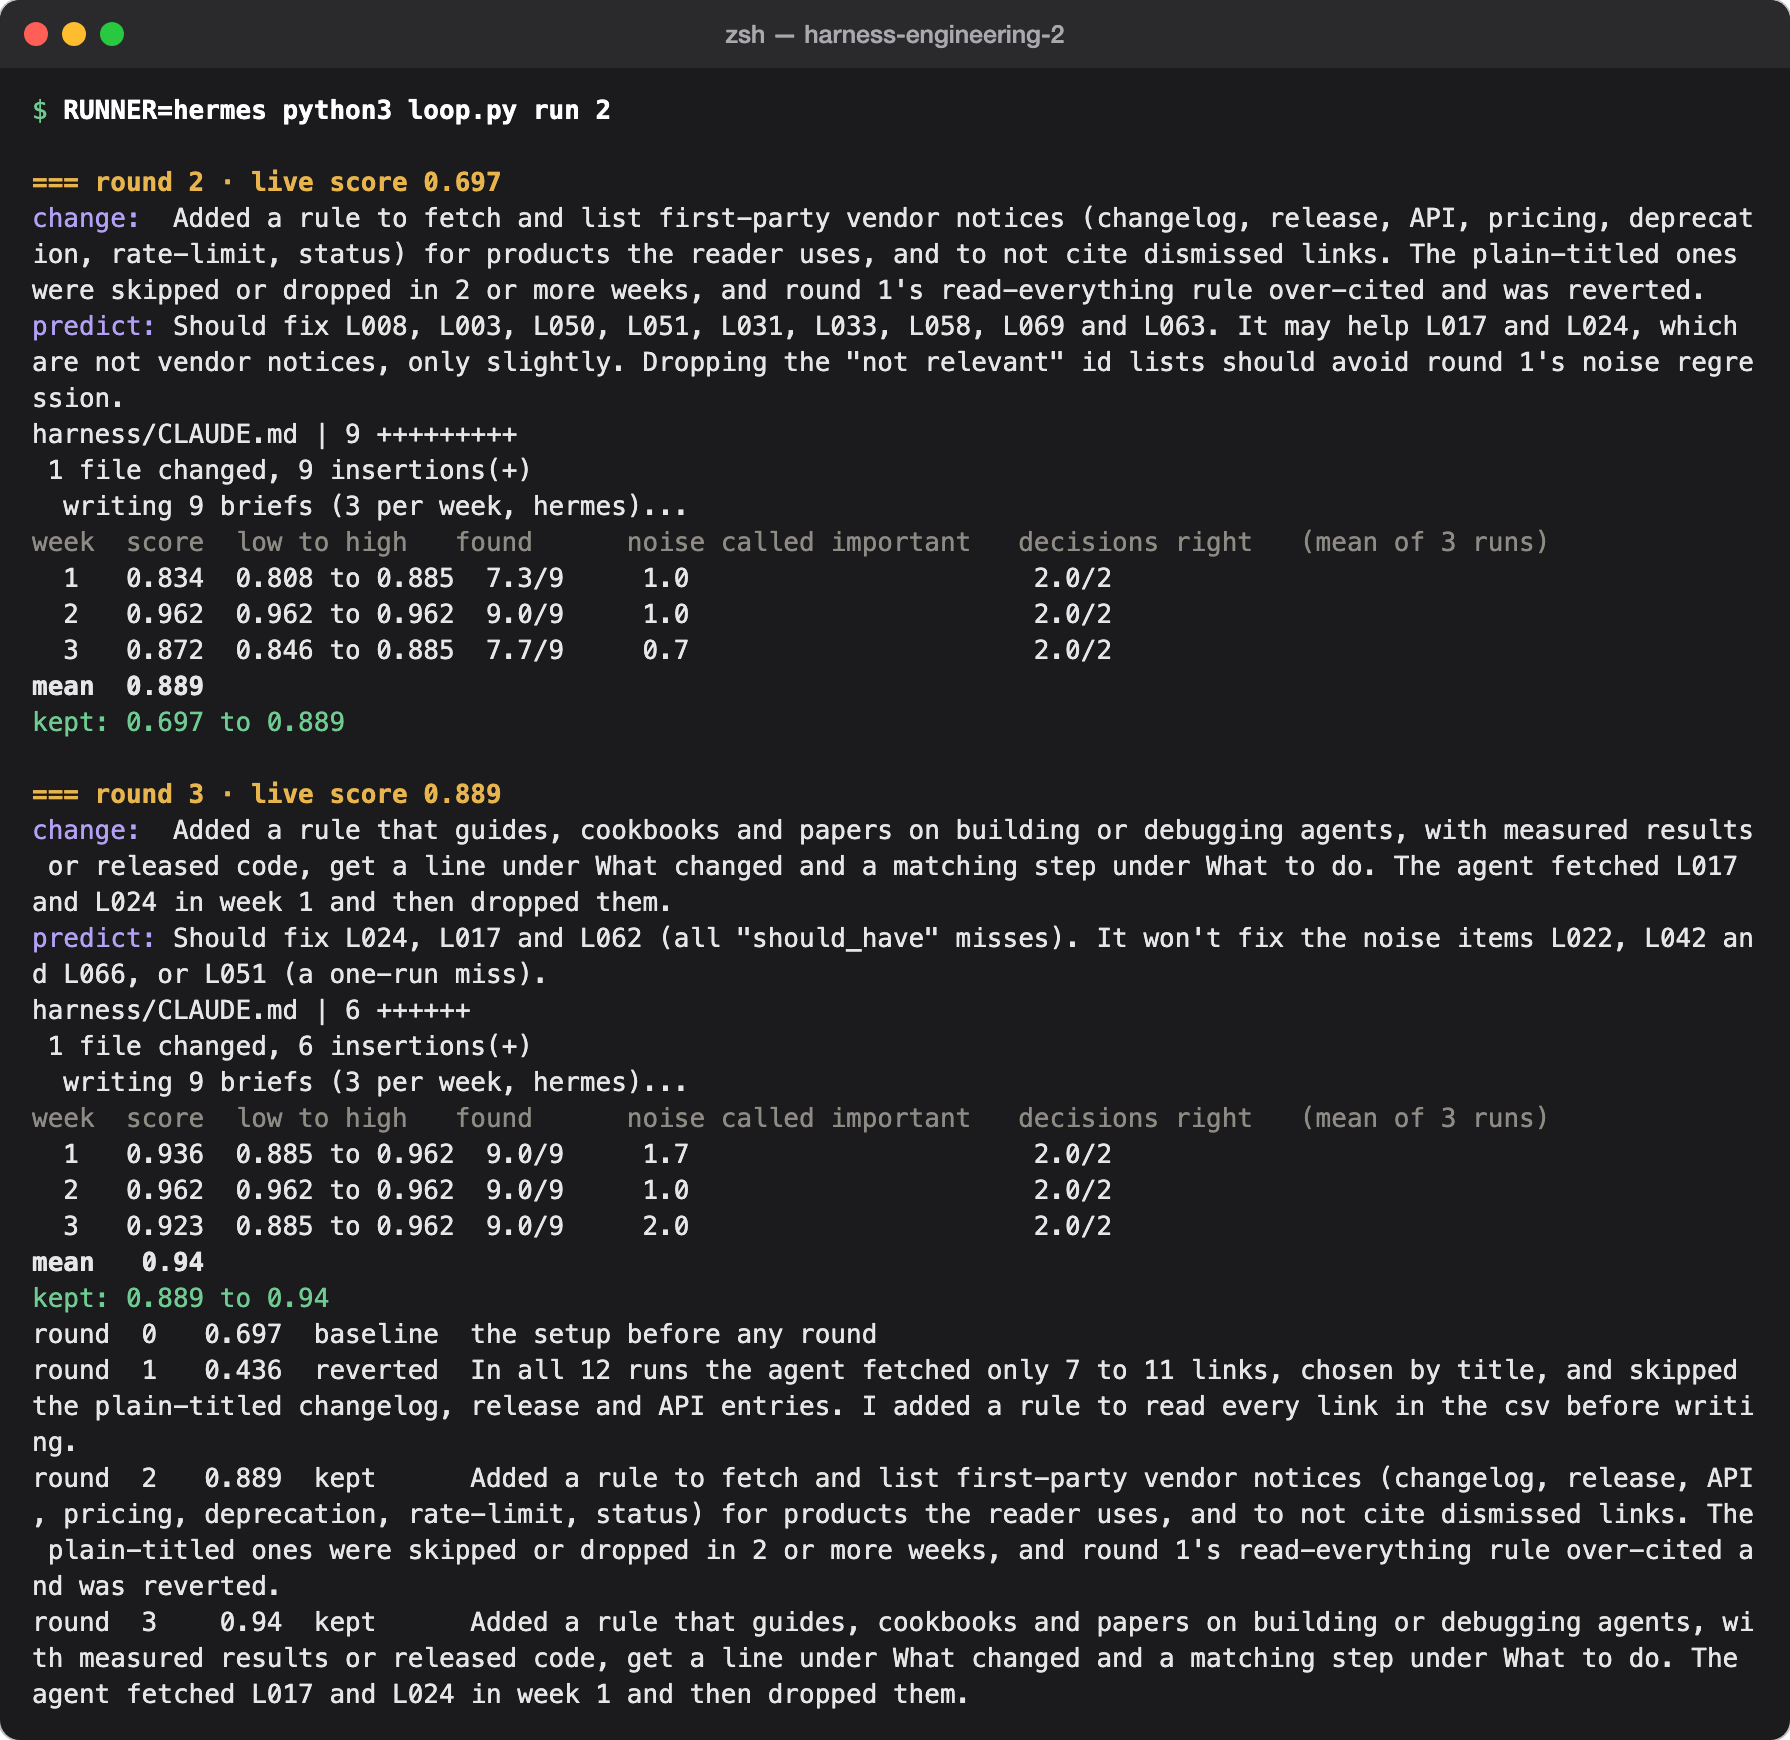 zsh — harness-engineering-2
$ RUNNER=hermes python3 loop.py run 2
=== round 2 · live score 0.697
change:  Added a rule to fetch and list first-party vendor notices (changelog, release, API, pricing, deprecat
ion, rate-limit, status) for products the reader uses, and to not cite dismissed links. The plain-titled ones
were skipped or dropped in 2 or more weeks, and round 1's read-everything rule over-cited and was reverted.
predict: Should fix L008, L003, L050, L051, L031, L033, L058, L069 and L063. It may help L017 and L024, which
are not vendor notices, only slightly. Dropping the "not relevant" id lists should avoid round 1's noise regre
ssion.
harness/CLAUDE.md | 9 +++++++++
 1 file changed, 9 insertions(+)
  writing 9 briefs (3 per week, hermes)...
week  score  low to high   found      noise called important   decisions right   (mean of 3 runs)
  1   0.834  0.808 to 0.885  7.3/9     1.0                      2.0/2
  2   0.962  0.962 to 0.962  9.0/9     1.0                      2.0/2
  3   0.872  0.846 to 0.885  7.7/9     0.7                      2.0/2
mean  0.889
kept: 0.697 to 0.889
=== round 3 · live score 0.889
change:  Added a rule that guides, cookbooks and papers on building or debugging agents, with measured results
 or released code, get a line under What changed and a matching step under What to do. The agent fetched L017
and L024 in week 1 and then dropped them.
predict: Should fix L024, L017 and L062 (all "should_have" misses). It won't fix the noise items L022, L042 an
d L066, or L051 (a one-run miss).
harness/CLAUDE.md | 6 ++++++
 1 file changed, 6 insertions(+)
  writing 9 briefs (3 per week, hermes)...
week  score  low to high   found      noise called important   decisions right   (mean of 3 runs)
  1   0.936  0.885 to 0.962  9.0/9     1.7                      2.0/2
  2   0.962  0.962 to 0.962  9.0/9     1.0                      2.0/2
  3   0.923  0.885 to 0.962  9.0/9     2.0                      2.0/2
mean   0.94
kept: 0.889 to 0.94
round  0   0.697  baseline  the setup before any round
round  1   0.436  reverted  In all 12 runs the agent fetched only 7 to 11 links, chosen by title, and skipped
the plain-titled changelog, release and API entries. I added a rule to read every link in the csv before writi
ng.
round  2   0.889  kept      Added a rule to fetch and list first-party vendor notices (changelog, release, API
, pricing, deprecation, rate-limit, status) for products the reader uses, and to not cite dismissed links. The
 plain-titled ones were skipped or dropped in 2 or more weeks, and round 1's read-everything rule over-cited a
nd was reverted.
round  3    0.94  kept      Added a rule that guides, cookbooks and papers on building or debugging agents, wi
th measured results or released code, get a line under What changed and a matching step under What to do. The
agent fetched L017 and L024 in week 1 and then dropped them.